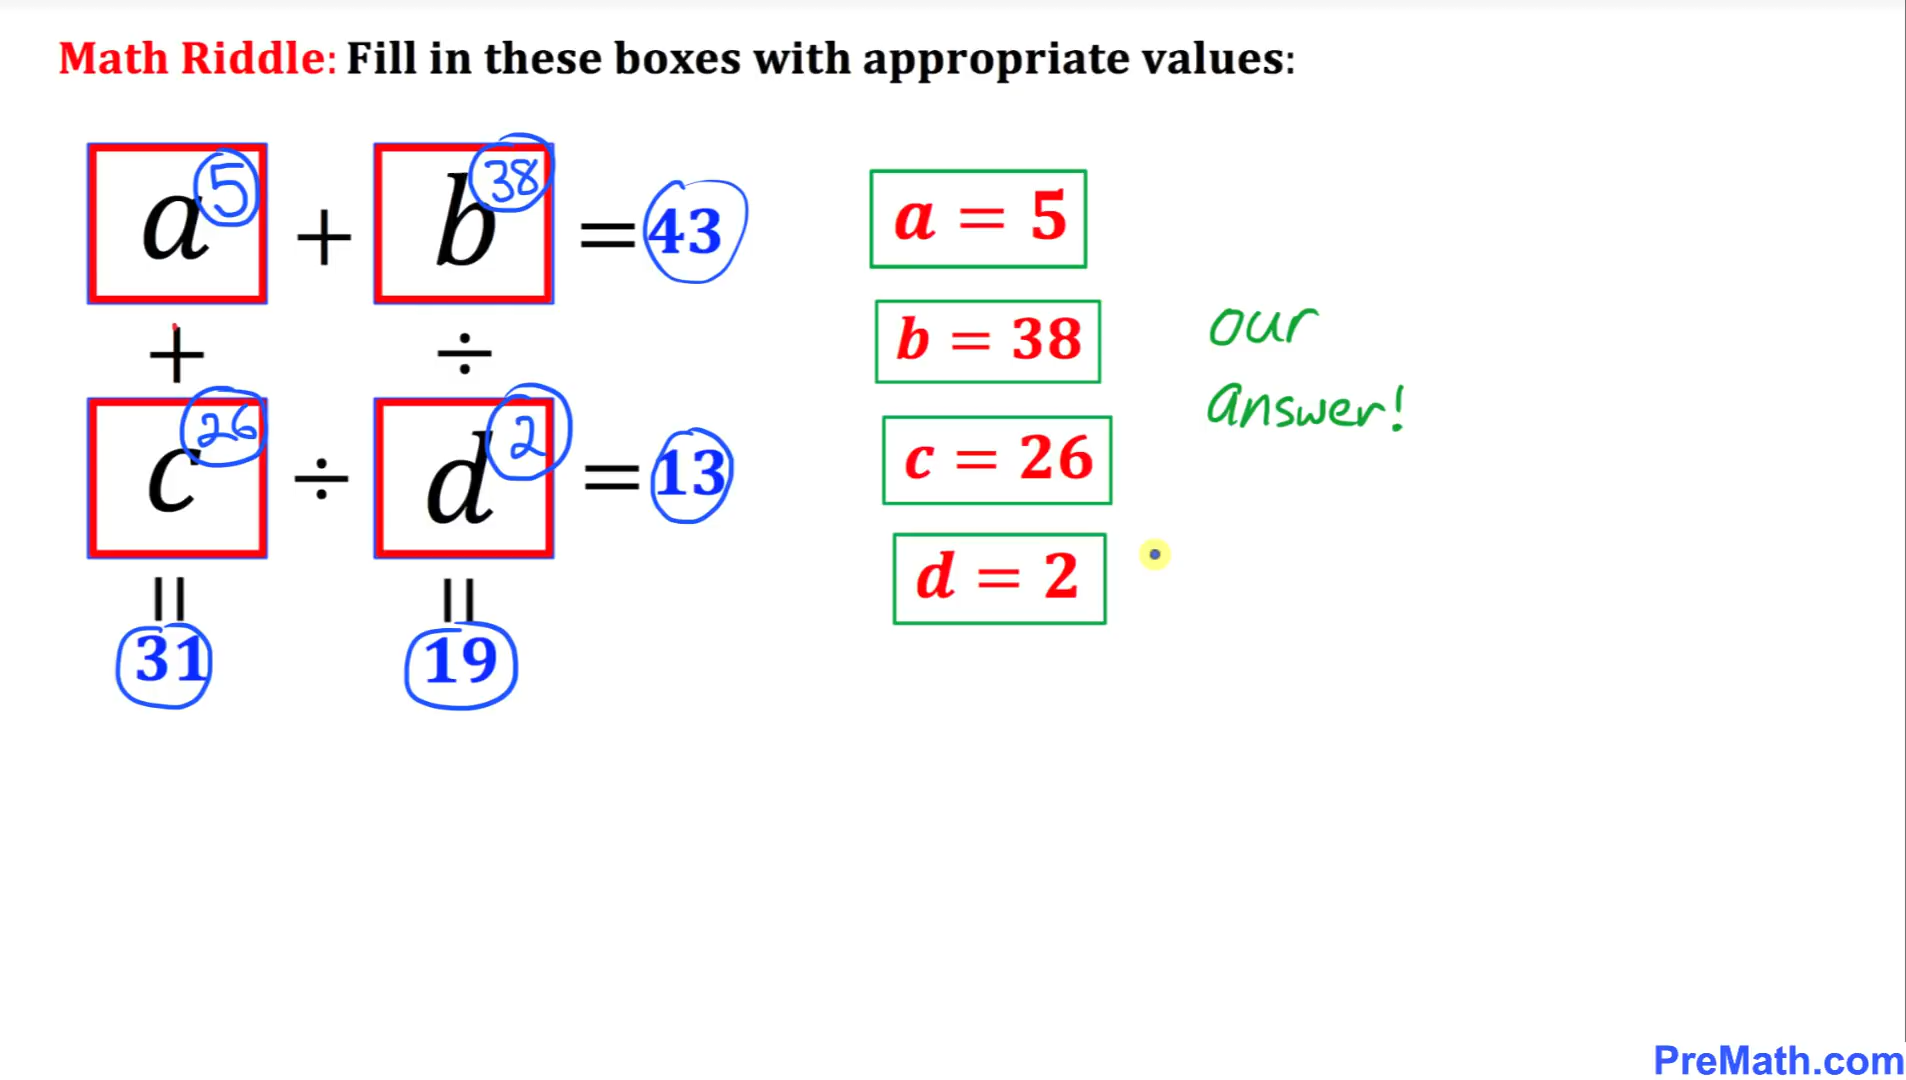 Math Riddle: Fill in these boxes with appropriate values:
a 5 + b 38 = 43
+ ÷
c 26 ÷ d 2 = 13
= =
31 19
a = 5
b = 38
c = 26
d = 2
our
answer!
PreMath.com